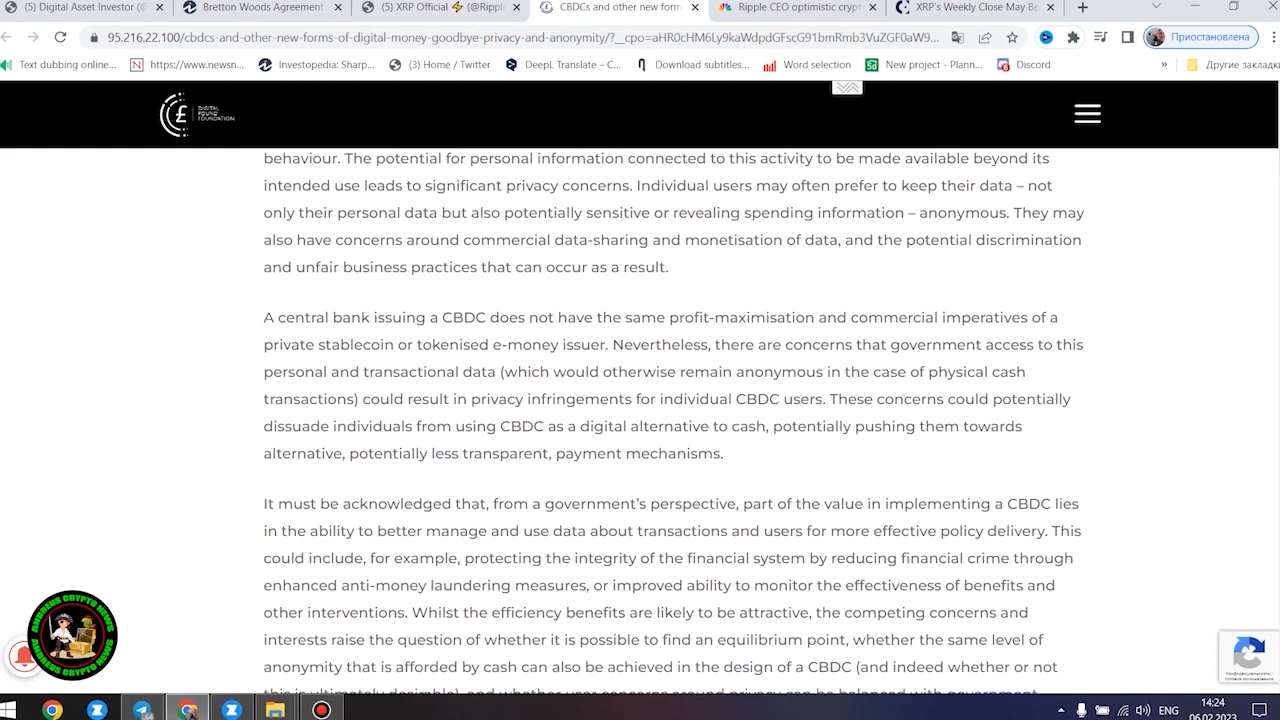 (5) Digital Asset Investor (@
Bretton Woods Agreement
(5) XRP Official ⚡ (@Rippl
CBDCs and other new form
Ripple CEO optimistic crypt
XRP's Weekly Close May Be
95.216.22.100/cbdcs-and-other-new-forms-of-digital-money-goodbye-privacy-and-anonymity/?__cpo=aHR0cHM6Ly9kaWdpdGFscG91bmRmb3VuZGF0aW9...
Приостановлена
Text dubbing online...
https://www.newsn...
Investopedia: Sharp...
(3) Home / Twitter
DeepL Translate – C...
Download subtitles...
Word selection
New project - Plann...
Discord
»
Другие закладки
DIGITAL
POUND
FOUNDATION
behaviour. The potential for personal information connected to this activity to be made available beyond its
intended use leads to significant privacy concerns. Individual users may often prefer to keep their data – not
only their personal data but also potentially sensitive or revealing spending information – anonymous. They may
also have concerns around commercial data-sharing and monetisation of data, and the potential discrimination
and unfair business practices that can occur as a result.
A central bank issuing a CBDC does not have the same profit-maximisation and commercial imperatives of a
private stablecoin or tokenised e-money issuer. Nevertheless, there are concerns that government access to this
personal and transactional data (which would otherwise remain anonymous in the case of physical cash
transactions) could result in privacy infringements for individual CBDC users. These concerns could potentially
dissuade individuals from using CBDC as a digital alternative to cash, potentially pushing them towards
alternative, potentially less transparent, payment mechanisms.
It must be acknowledged that, from a government's perspective, part of the value in implementing a CBDC lies
in the ability to better manage and use data about transactions and users for more effective policy delivery. This
could include, for example, protecting the integrity of the financial system by reducing financial crime through
enhanced anti-money laundering measures, or improved ability to monitor the effectiveness of benefits and
other interventions. Whilst the efficiency benefits are likely to be attractive, the competing concerns and
interests raise the question of whether it is possible to find an equilibrium point, whether the same level of
anonymity that is afforded by cash can also be achieved in the design of a CBDC (and indeed whether or not
ANDREUS CRYPTO NEWS
ANDREUS CRYPTO NEWS
Конфиденциальность -
Условия использования
ENG
14:24
06.02.2023